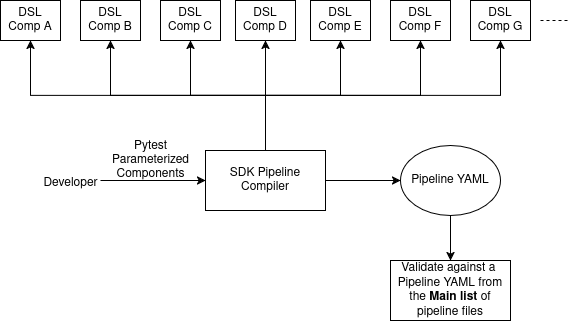 DSL
Comp A
DSL
Comp B
DSL
Comp C
DSL
Comp D
DSL
Comp E
DSL
Comp F
DSL
Comp G
Pytest
Parameterized
Components
Developer
SDK Pipeline
Compiler
Pipeline YAML
Validate against a
Pipeline YAML from
the Main list of
pipeline files